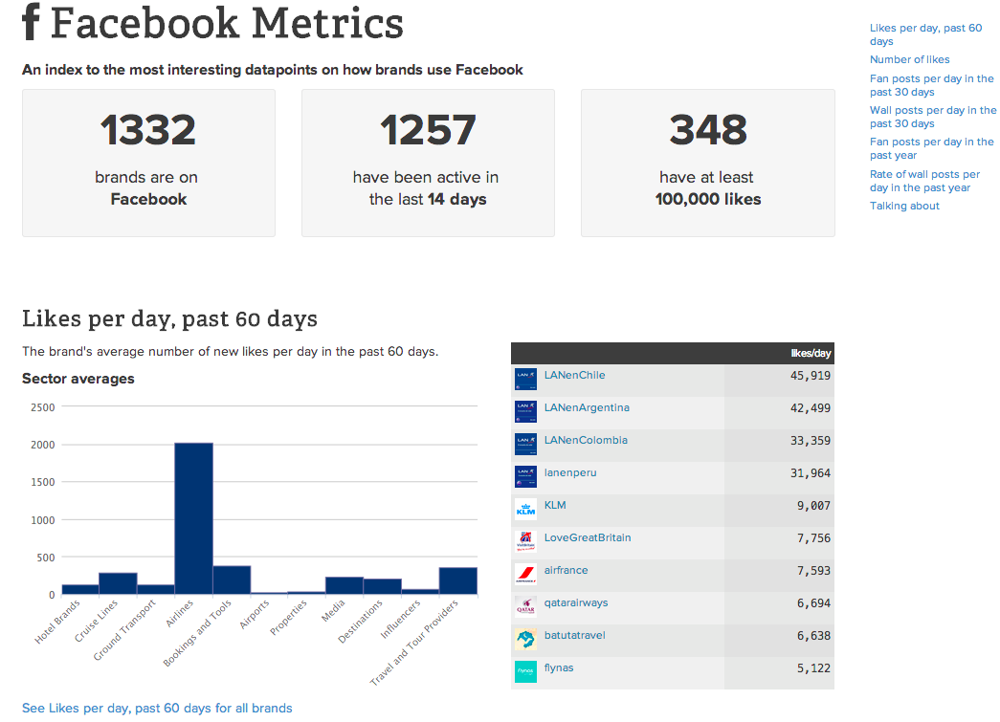 f Facebook Metrics
An index to the most interesting datapoints on how brands use Facebook
1332
brands are on
Facebook
1257
have been active in
the last 14 days
348
have at least
100,000 likes
Likes per day, past 60
days
Number of likes
Fan posts per day in the
past 30 days
Wall posts per day in the
past 30 days
Fan posts per day in the
past year
Rate of wall posts per
day in the past year
Talking about
Likes per day, past 60 days
The brand's average number of new likes per day in the past 60 days.
Sector averages
2500
2000
1500
1000
500
0
Hotel Brands
Cruise Lines
Ground Transport
Airlines
Bookings and Tools
Airports
Properties
Media
Destinations
Influencers
Travel and Tour Providers
See Likes per day, past 60 days for all brands
likes/day
LAN LANenChile 45,919
LAN LANenArgentina 42,499
LAN LANenColombia 33,359
LAN lanenperu 31,964
KLM KLM 9,007
LoveGreatBritain 7,756
airfrance 7,593
QATAR qatarairways 6,694
batutatravel 6,638
flynas flynas 5,122